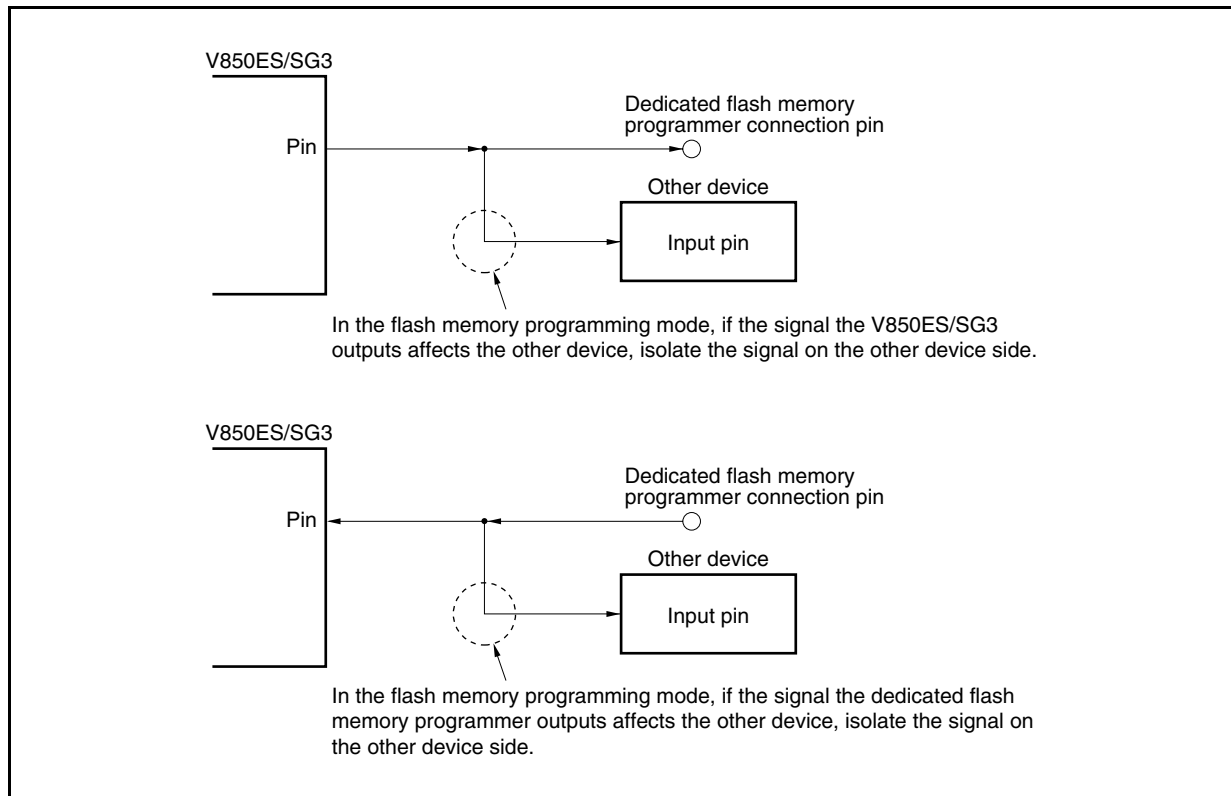 V850ES/SG3
Pin
Dedicated flash memory
programmer connection pin
Other device
Input pin
In the flash memory programming mode, if the signal the V850ES/SG3
outputs affects the other device, isolate the signal on the other device side.
V850ES/SG3
Pin
Dedicated flash memory
programmer connection pin
Other device
Input pin
In the flash memory programming mode, if the signal the dedicated flash
memory programmer outputs affects the other device, isolate the signal on
the other device side.